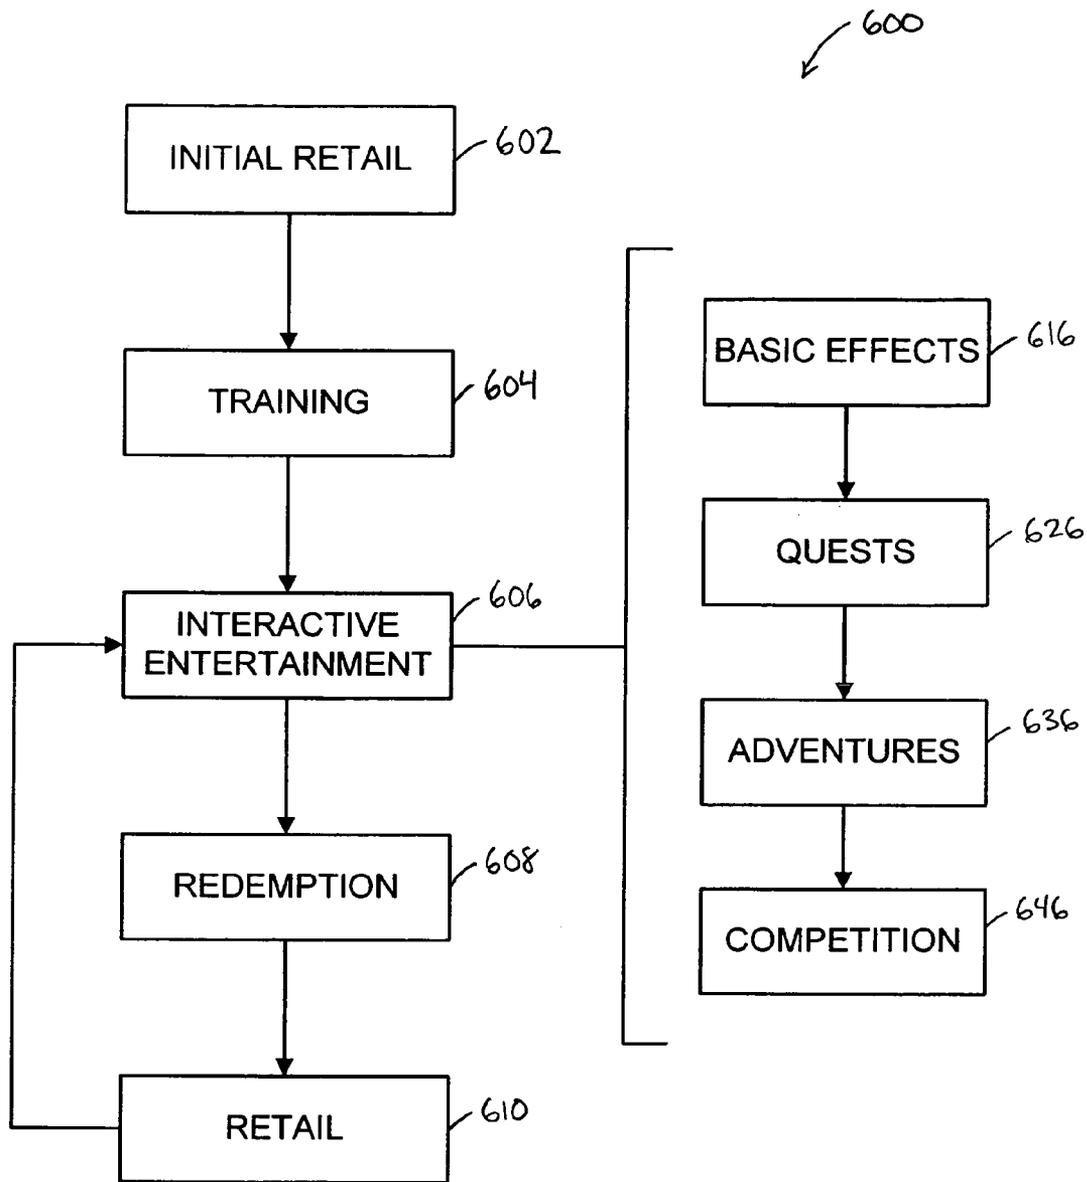 600
INITIAL RETAIL
602
TRAINING
604
INTERACTIVE
ENTERTAINMENT
606
REDEMPTION
608
RETAIL
610
BASIC EFFECTS
616
QUESTS
626
ADVENTURES
636
COMPETITION
646